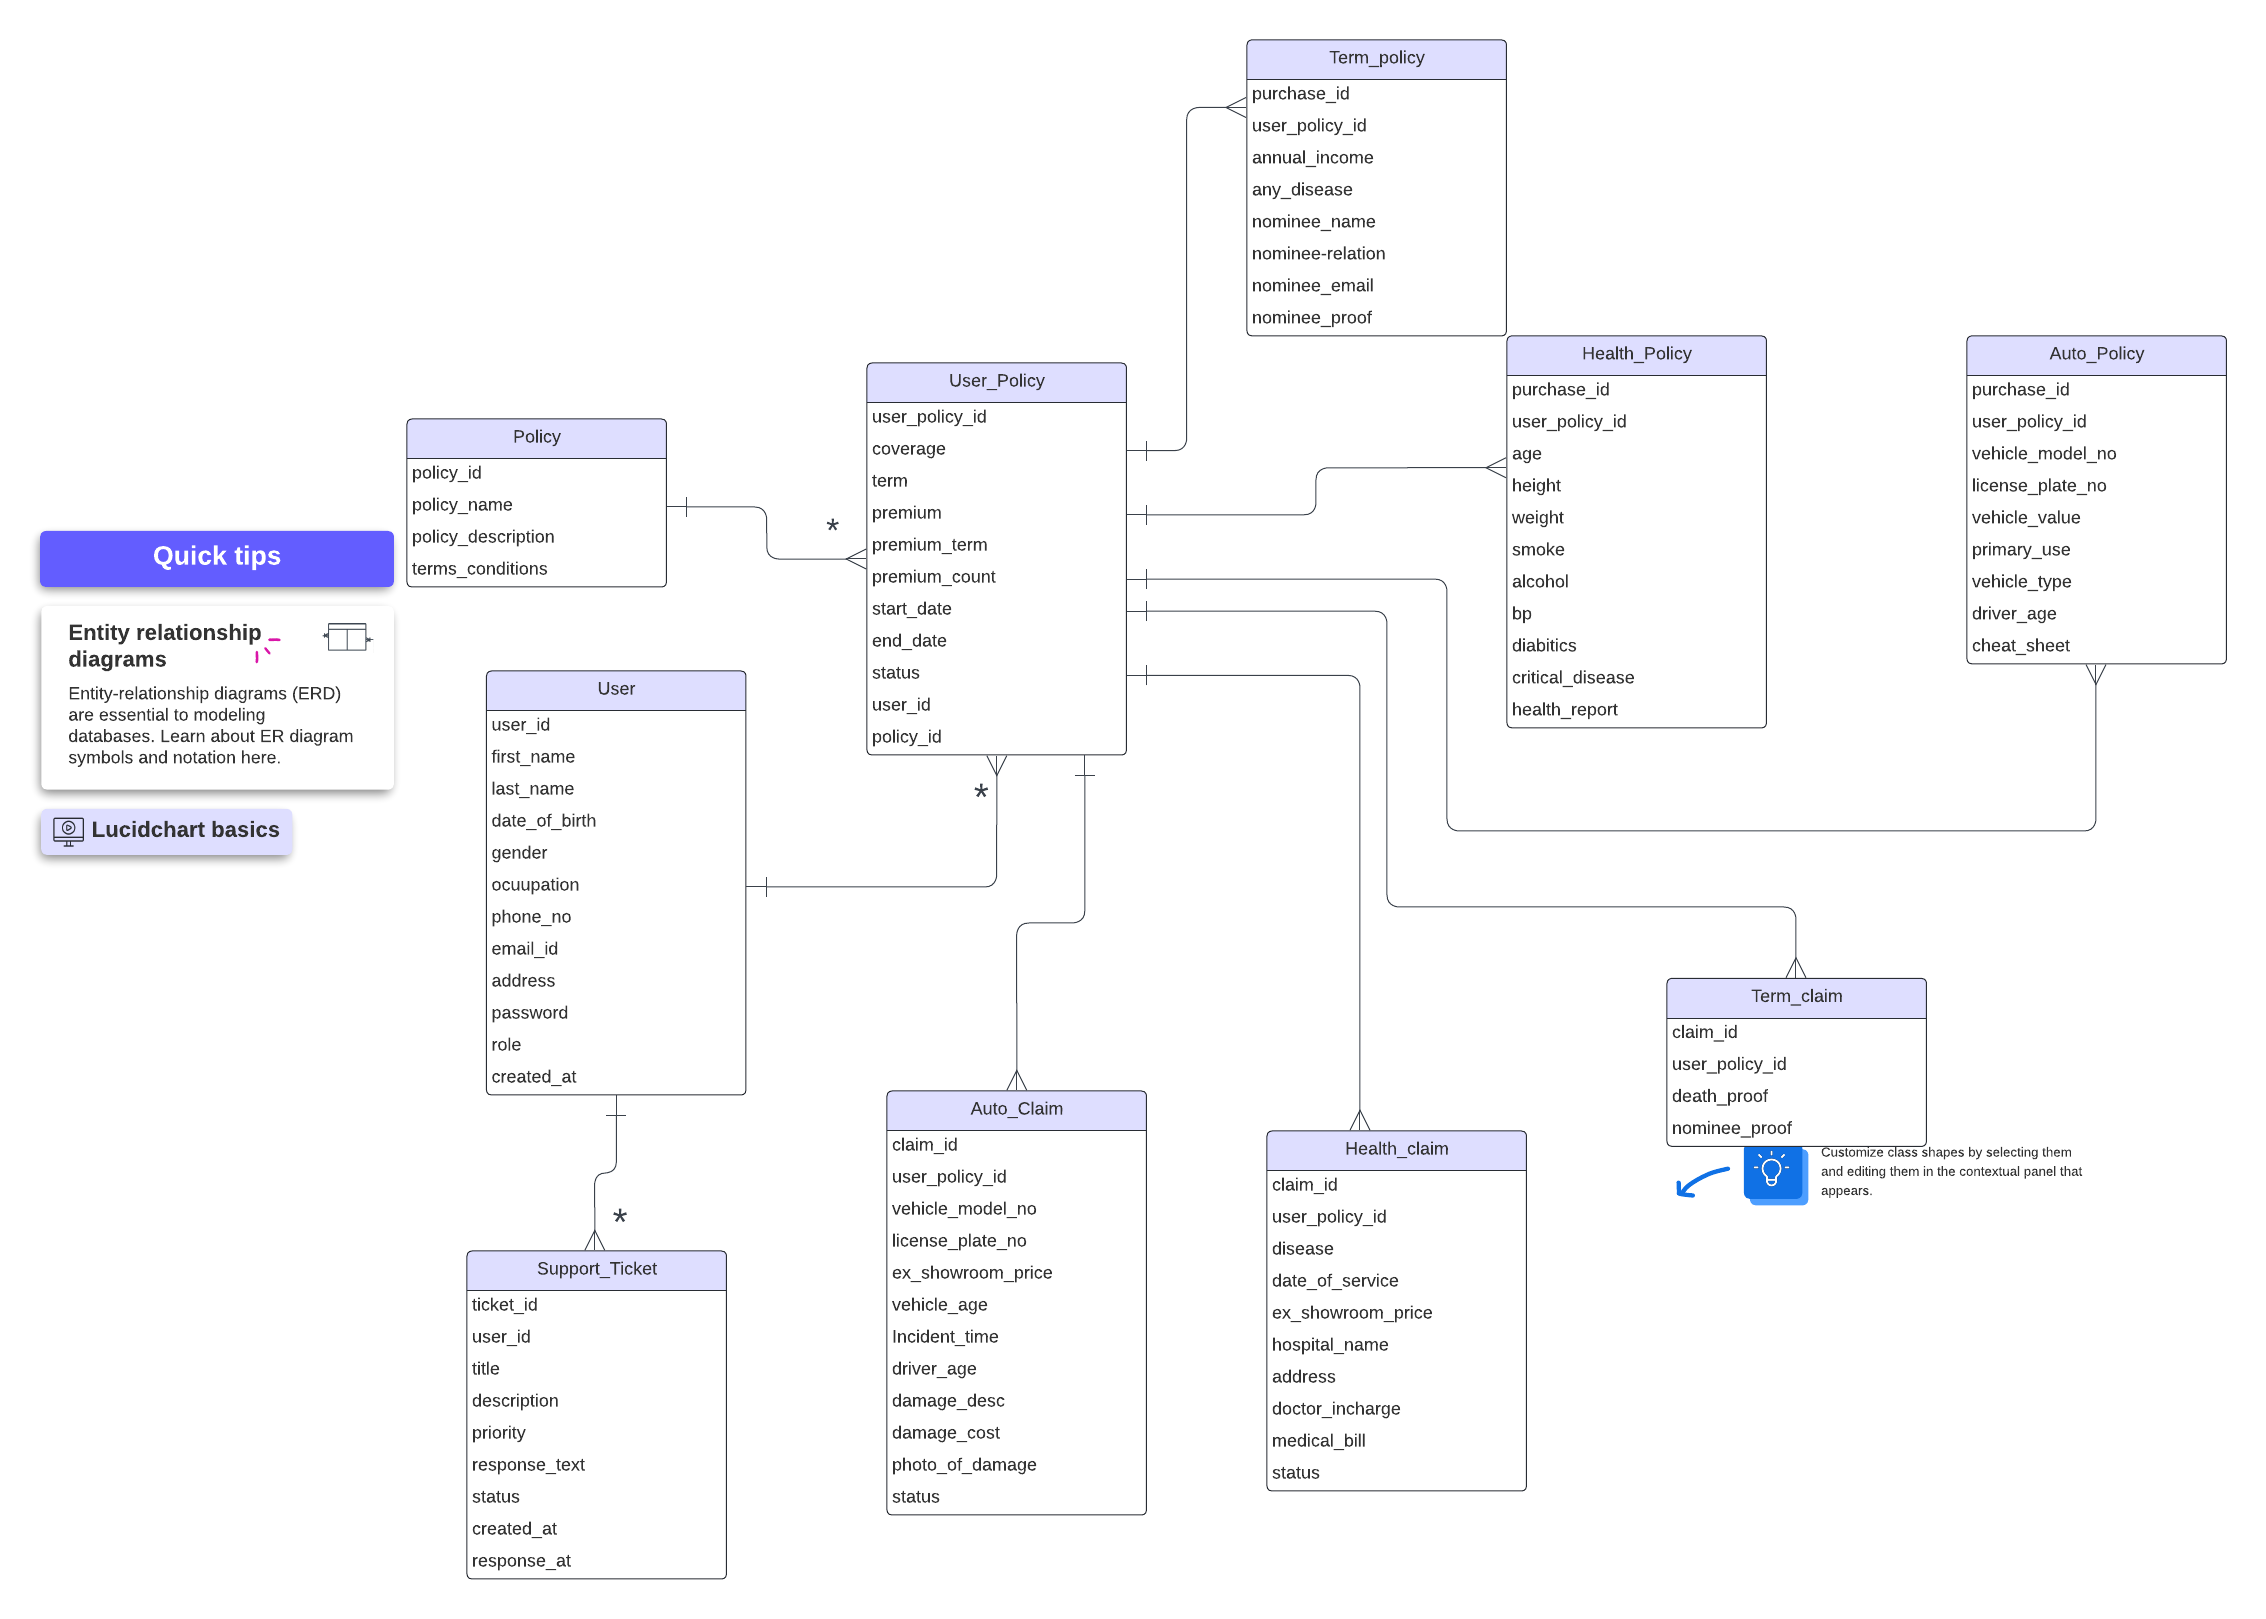 Term_policy
purchase_id
user_policy_id
annual_income
any_disease
nominee_name
nominee-relation
nominee_email
nominee_proof
Health_Policy
purchase_id
user_policy_id
age
height
weight
smoke
alcohol
bp
diabitics
critical_disease
health_report
Auto_Policy
purchase_id
user_policy_id
vehicle_model_no
license_plate_no
vehicle_value
primary_use
vehicle_type
driver_age
cheat_sheet
User_Policy
user_policy_id
coverage
term
premium
premium_term
premium_count
start_date
end_date
status
user_id
policy_id
Policy
policy_id
policy_name
policy_description
terms_conditions
*
*
Quick tips
Entity relationship
diagrams
Entity-relationship diagrams (ERD)
are essential to modeling
databases. Learn about ER diagram
symbols and notation here.
Lucidchart basics
User
user_id
first_name
last_name
date_of_birth
gender
ocuupation
phone_no
email_id
address
password
role
created_at
*
Support_Ticket
ticket_id
user_id
title
description
priority
response_text
status
created_at
response_at
Auto_Claim
claim_id
user_policy_id
vehicle_model_no
license_plate_no
ex_showroom_price
vehicle_age
Incident_time
driver_age
damage_desc
damage_cost
photo_of_damage
status
Health_claim
claim_id
user_policy_id
disease
date_of_service
ex_showroom_price
hospital_name
address
doctor_incharge
medical_bill
status
Term_claim
claim_id
user_policy_id
death_proof
nominee_proof
Customize class shapes by selecting them
and editing them in the contextual panel that
appears.